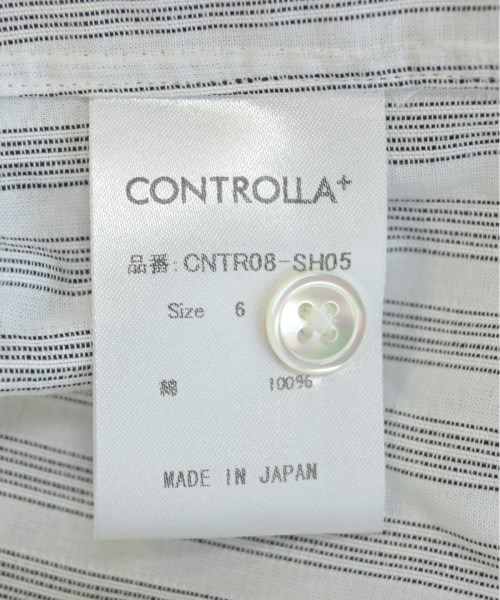 CONTROLLA+
品番:CNTR08-SH05
Size 6
綿 100%
MADE IN JAPAN